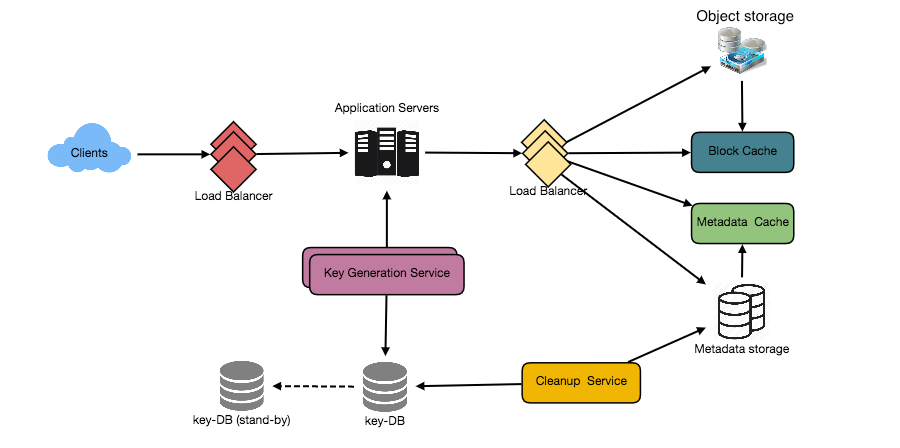 Object storage
Application Servers
Clients
Block Cache
Load Balancer
Load Balancer
Metadata Cache
Key Generation Service
Metadata storage
Cleanup Service
key-DB (stand-by)
key-DB